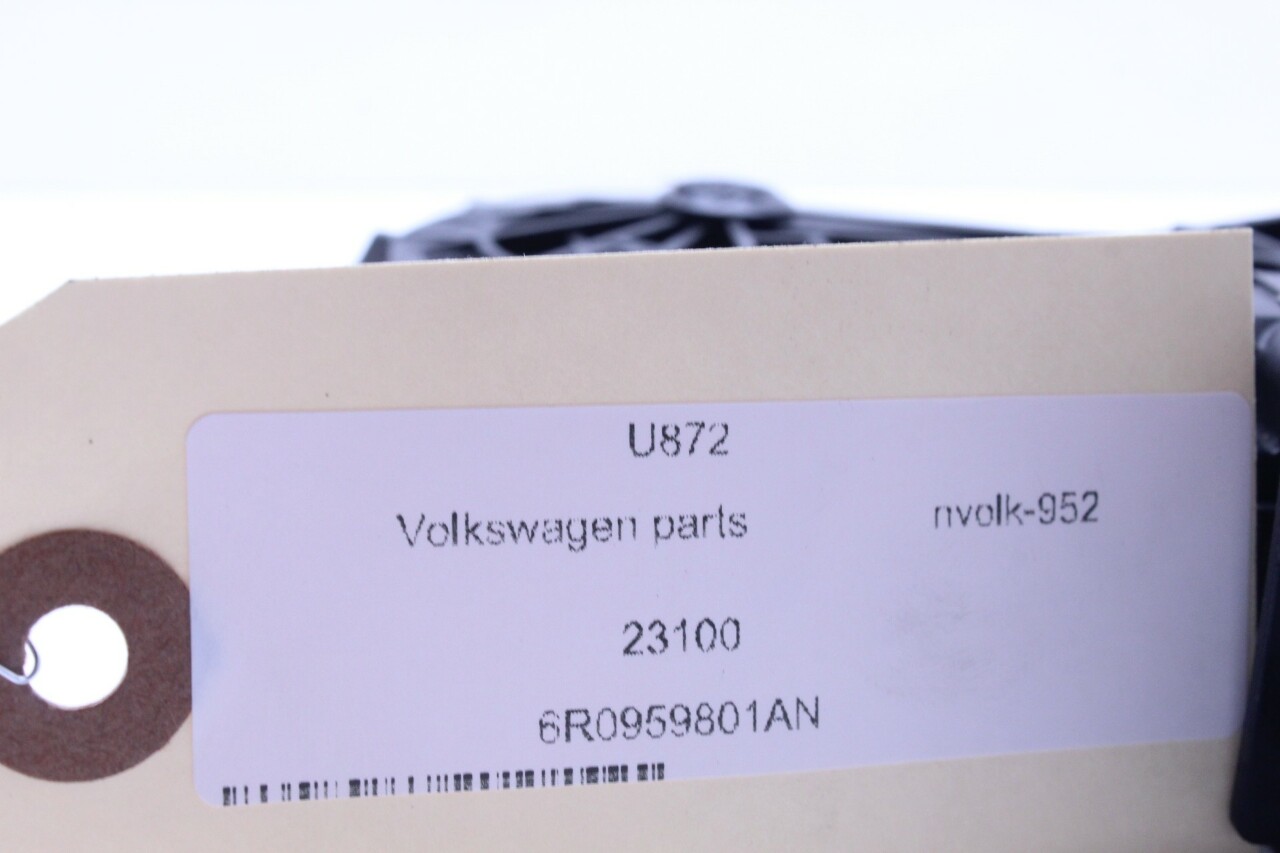 U872
Volkswagen parts nvolk-952
23100
6R0959801AN